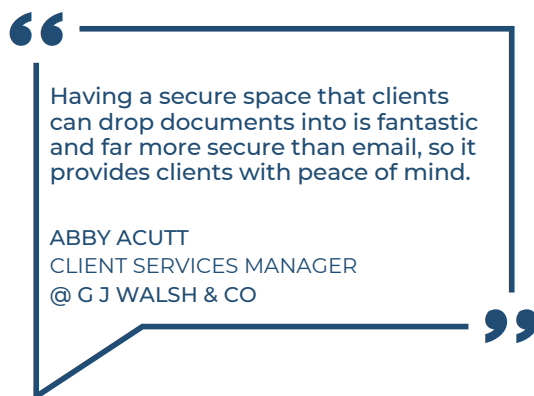 Having a secure space that clients
can drop documents into is fantastic
and far more secure than email, so it
provides clients with peace of mind.
ABBY ACUTT
CLIENT SERVICES MANAGER
@ G J WALSH & CO